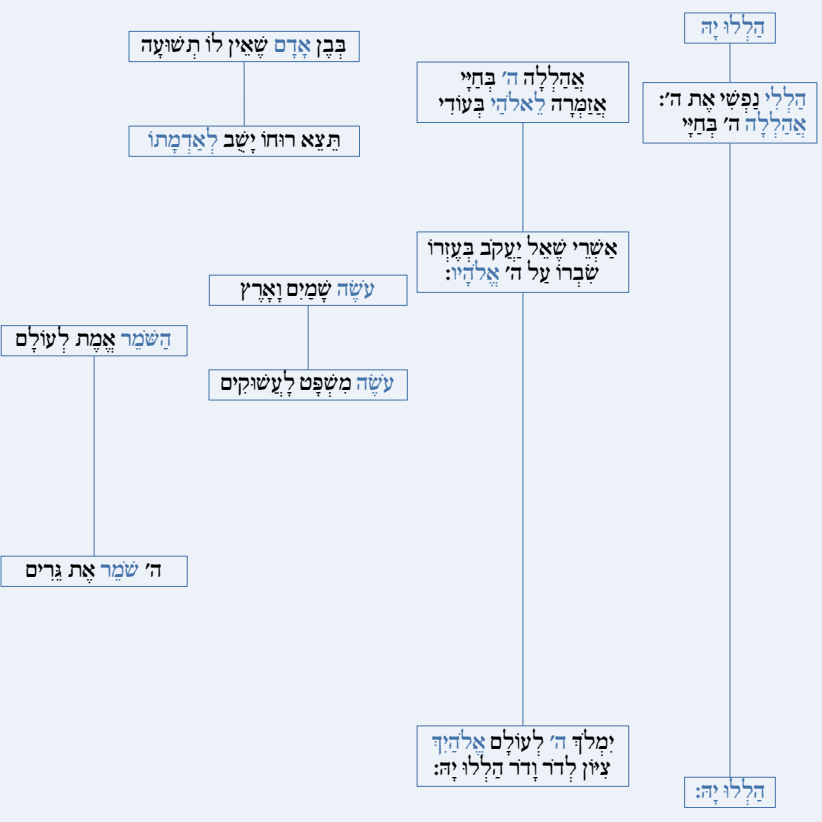 הַלְלוּ יָהּ
הַלְלִי נַפְשִׁי אֶת ה':
אֲהַלְלָה ה' בְּחַיָּי
הַלְלוּ יָהּ:
אֲהַלְלָה ה' בְּחַיָּי
אֲזַמְּרָה לֵאלֹהַי בְּעוֹדִי
אַשְׁרֵי שֶׁאֵל יַעֲקֹב בְּעֶזְרוֹ
שִׂבְרוֹ עַל ה' אֱלֹהָיו:
יִמְלֹךְ ה' לְעוֹלָם אֱלֹהַיִךְ
צִיּוֹן לְדֹר וָדֹר הַלְלוּ יָהּ:
בְּבֶן אָדָם שֶׁאֵין לוֹ תְשׁוּעָה
תֵּצֵא רוּחוֹ יָשֻׁב לְאַדְמָתוֹ
עֹשֶׂה שָׁמַיִם וָאָרֶץ
עֹשֶׂה מִשְׁפָּט לָעֲשׁוּקִים
הַשֹּׁמֵר אֱמֶת לְעוֹלָם
ה' שֹׁמֵר אֶת גֵּרִים